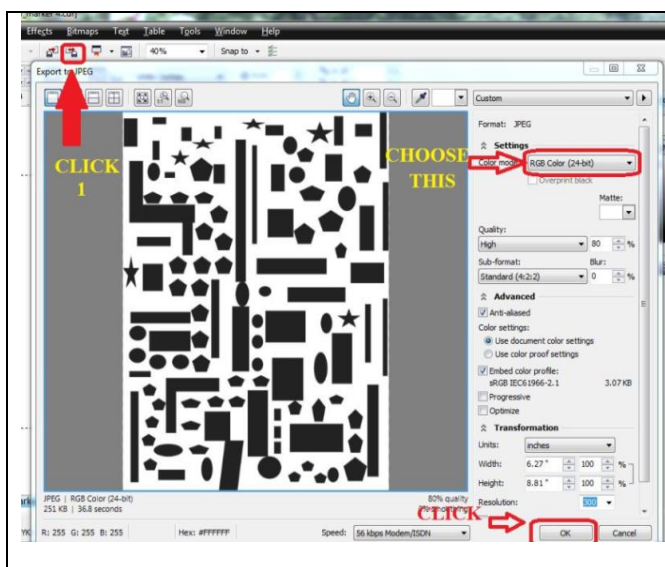 marker 4.cdr]
Effects Bitmaps Text Table Tools Window Help
40% Snap to
Export to JPEG
Custom
Format: JPEG
Settings
Color mode: RGB Color (24-bit)
Overprint black
Matte:
Quality:
High 80 %
Sub-format: Blur:
Standard (4:2:2) 0 %
Advanced
Anti-aliased
Color settings:
Use document color settings
Use color proof settings
Embed color profile:
sRGB IEC61966-2.1 3.07 KB
Progressive
Optimize
Transformation
Units: inches
Width: 6.27 " 100 %
Height: 8.81 " 100 %
Resolution: 300
CLICK
1
CHOOSE
THIS
JPEG | RGB Color (24-bit) 80% quality
251 KB | 36.8 seconds
CLICK
R: 255 G: 255 B: 255 Hex: #FFFFFF Speed: 56 kbps Modem/ISDN OK Cancel